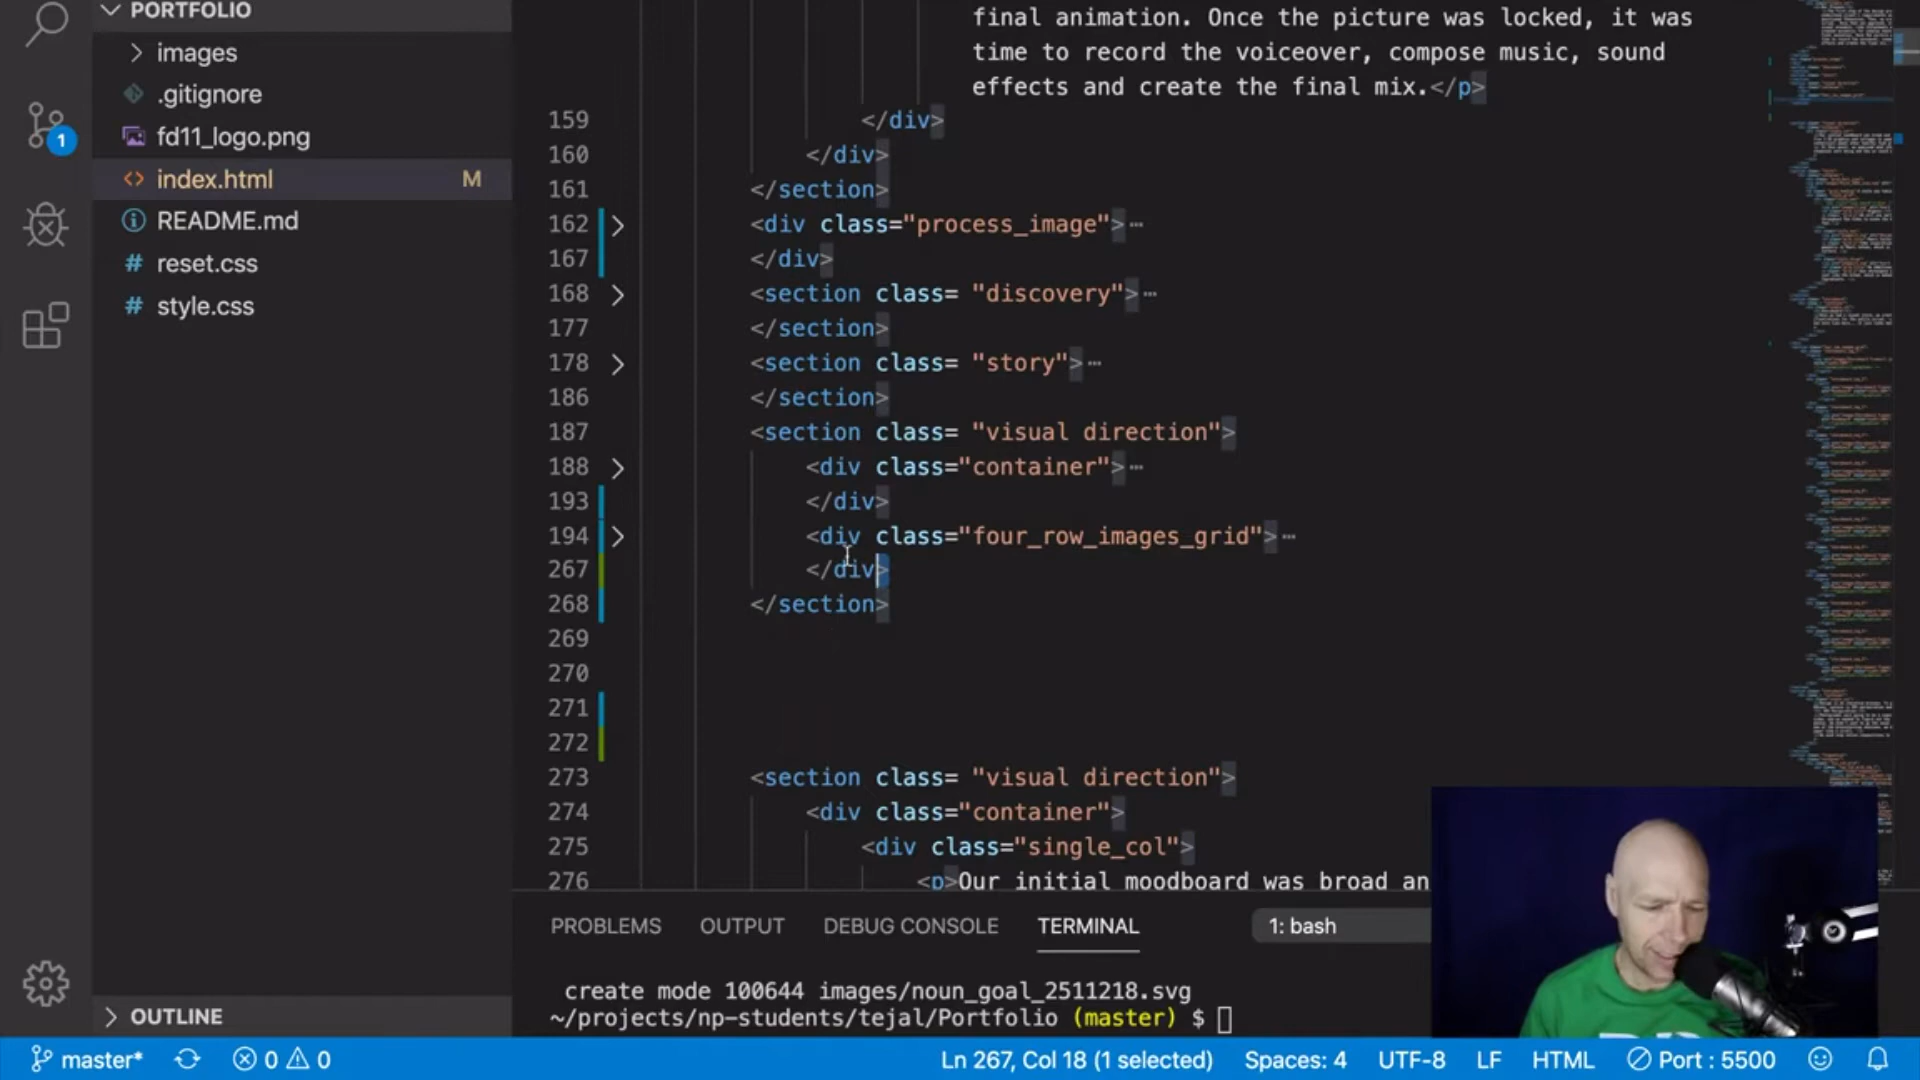 PORTFOLIO
images
.gitignore
fd11_logo.png
index.html M
README.md
reset.css
style.css
OUTLINE
1
final animation. Once the picture was locked, it was
time to record the voiceover, compose music, sound
effects and create the final mix.</p>
159 </div>
160 </div>
161 </section>
162 <div class="process_image">
167 </div>
168 <section class= "discovery">
177 </section>
178 <section class= "story">
186 </section>
187 <section class= "visual direction">
188 <div class="container">
193 </div>
194 <div class="four_row_images_grid">
267 </div>
268 </section>
269
270
271
272
273 <section class= "visual direction">
274 <div class="container">
275 <div class="single_col">
276 <p>Our initial moodboard was broad an
PROBLEMS OUTPUT DEBUG CONSOLE TERMINAL 1: bash
create mode 100644 images/noun_goal_2511218.svg
~/projects/np-students/tejal/Portfolio (master) $
master* 0 0 Ln 267, Col 18 (1 selected) Spaces: 4 UTF-8 LF HTML Port : 5500